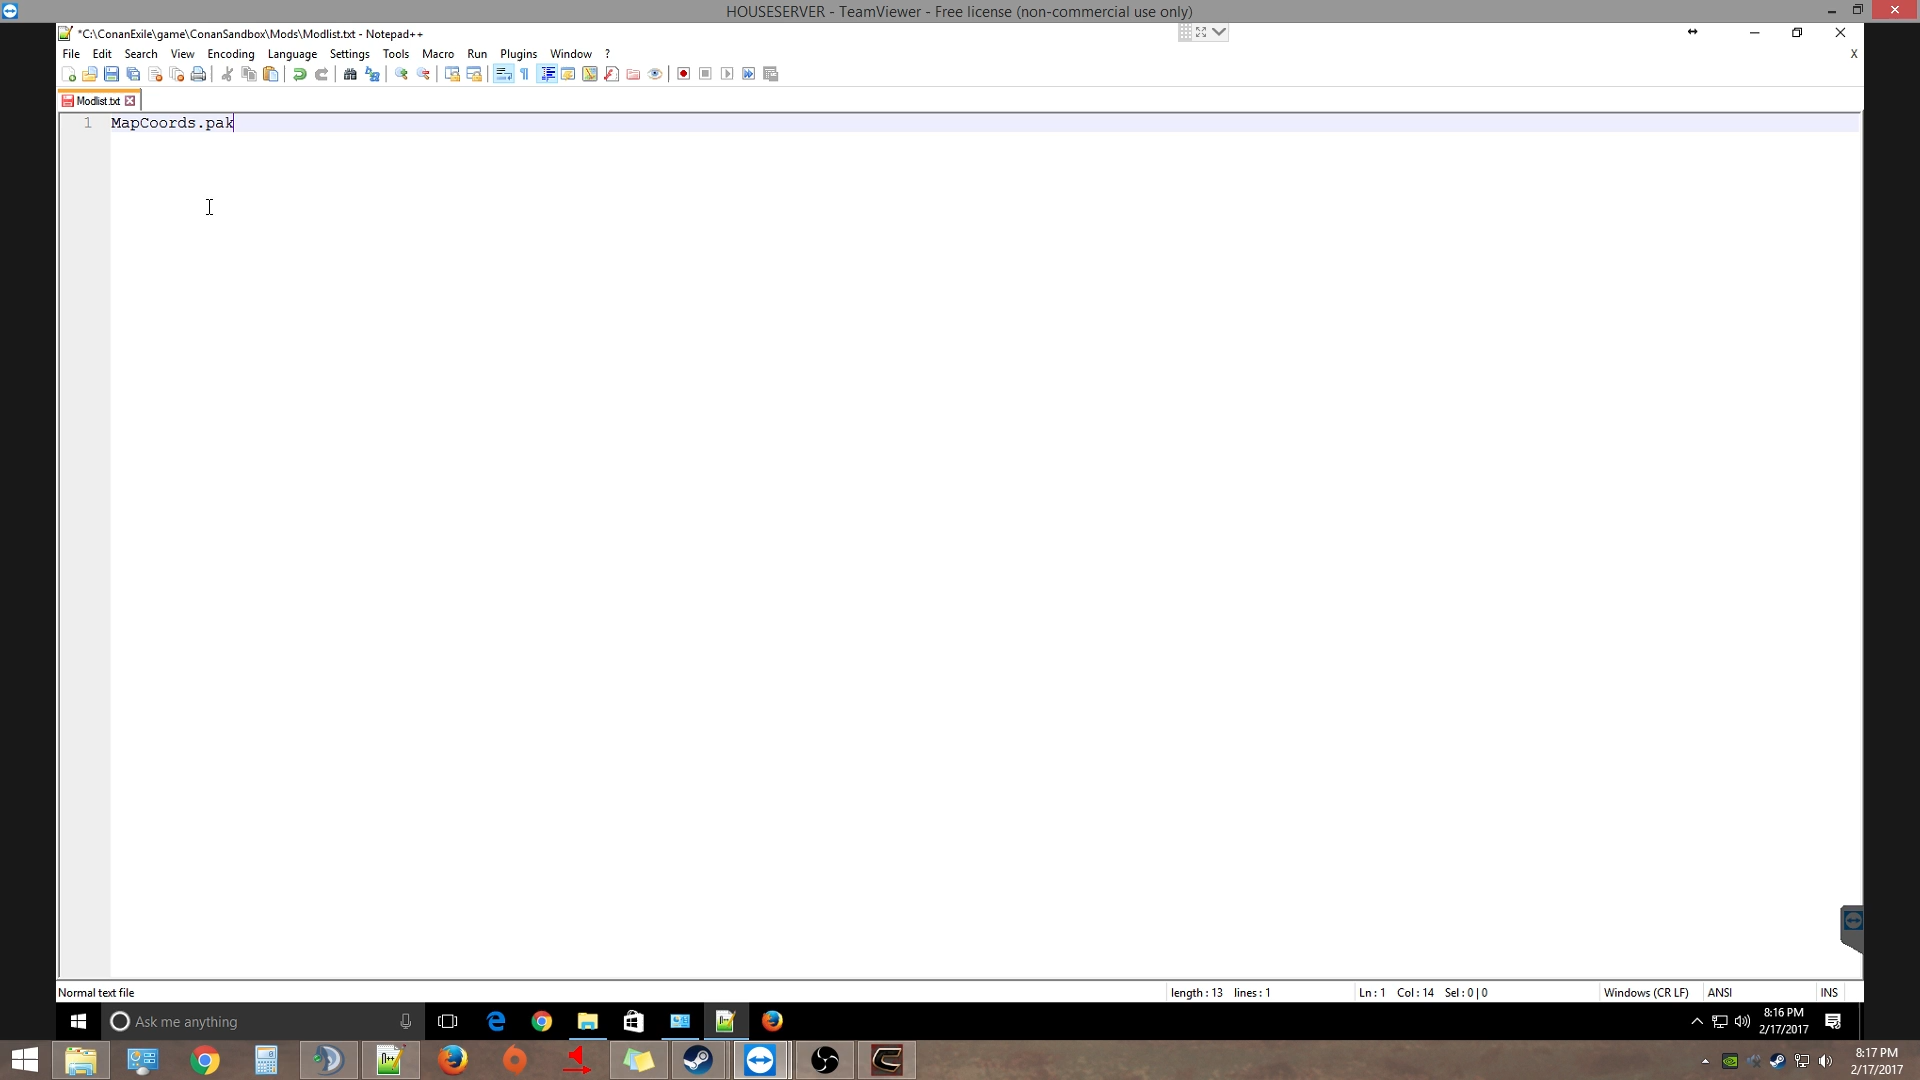 HOUSESERVER - TeamViewer - Free license (non-commercial use only)
*C:\ConanExile\game\ConanSandbox\Mods\Modlist.txt - Notepad++
File Edit Search View Encoding Language Settings Tools Macro Run Plugins Window ?
X
Modlist.txt
1 MapCoords.pak
Normal text file
length : 13 lines : 1
Ln : 1 Col : 14 Sel : 0 | 0
Windows (CR LF)
ANSI
INS
Ask me anything
8:16 PM
2/17/2017
8:17 PM
2/17/2017